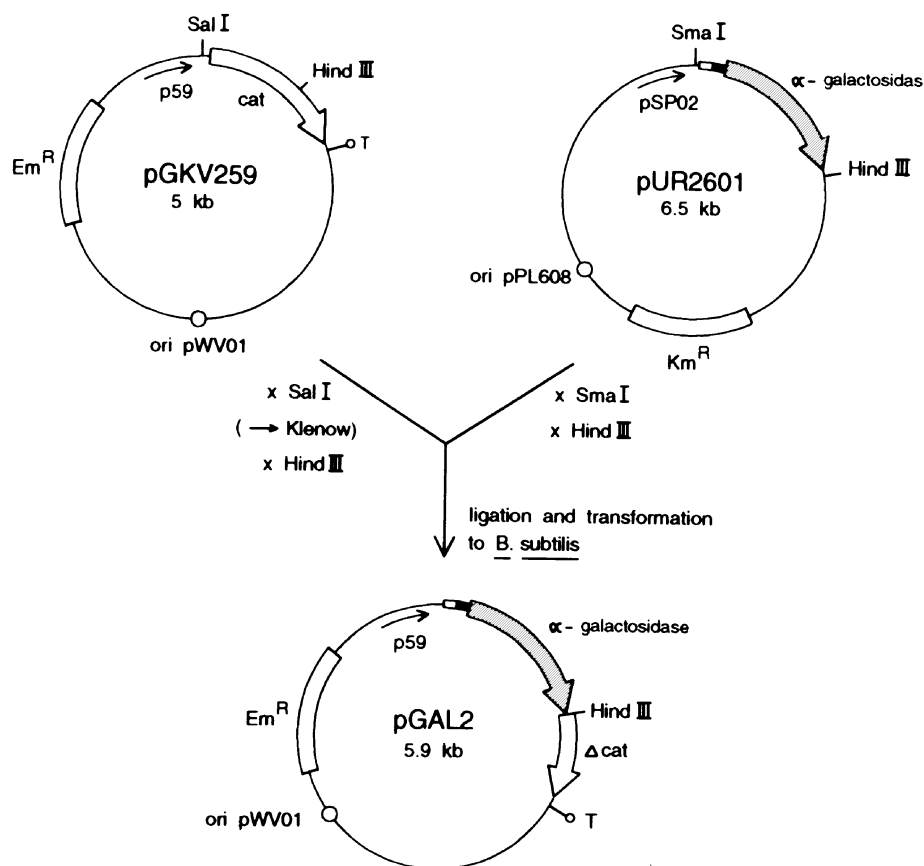 Sal I
Hind III
p59
cat
T
Em R
pGKV259
5 kb
ori pWV01
Sma I
α - galactosidas
pSPO2
Hind III
pUR2601
6.5 kb
ori pPL608
Km R
x Sal I
( → Klenow)
x Hind III
x Sma I
x Hind III
ligation and transformation
to B. subtilis
p59
α - galactosidase
Em R
Hind III
pGAL2
5.9 kb
Δ cat
ori pWV01
T